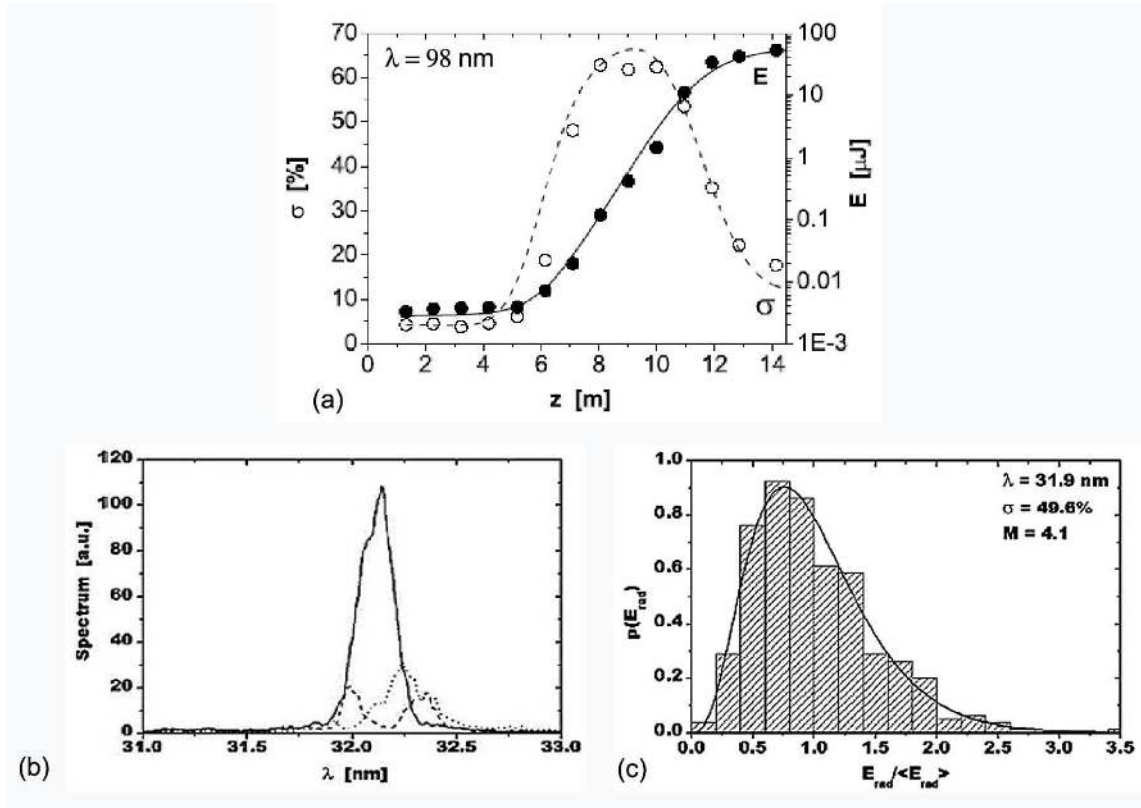 λ = 98 nm
70
60
50
40
30
20
10
0
σ [%]
100
10
1
0.1
0.01
1E-3
E [µJ]
E
σ
0 2 4 6 8 10 12 14
z [m]
(a)
120
100
80
60
40
20
0
Spectrum [a.u.]
31.0 31.5 32.0 32.5 33.0
λ [nm]
(b)
1.0
0.8
0.6
0.4
0.2
0.0
p(E_rad)
λ = 31.9 nm
σ = 49.6%
M = 4.1
0.0 0.5 1.0 1.5 2.0 2.5 3.0 3.5
E_rad/<E_rad>
(c)